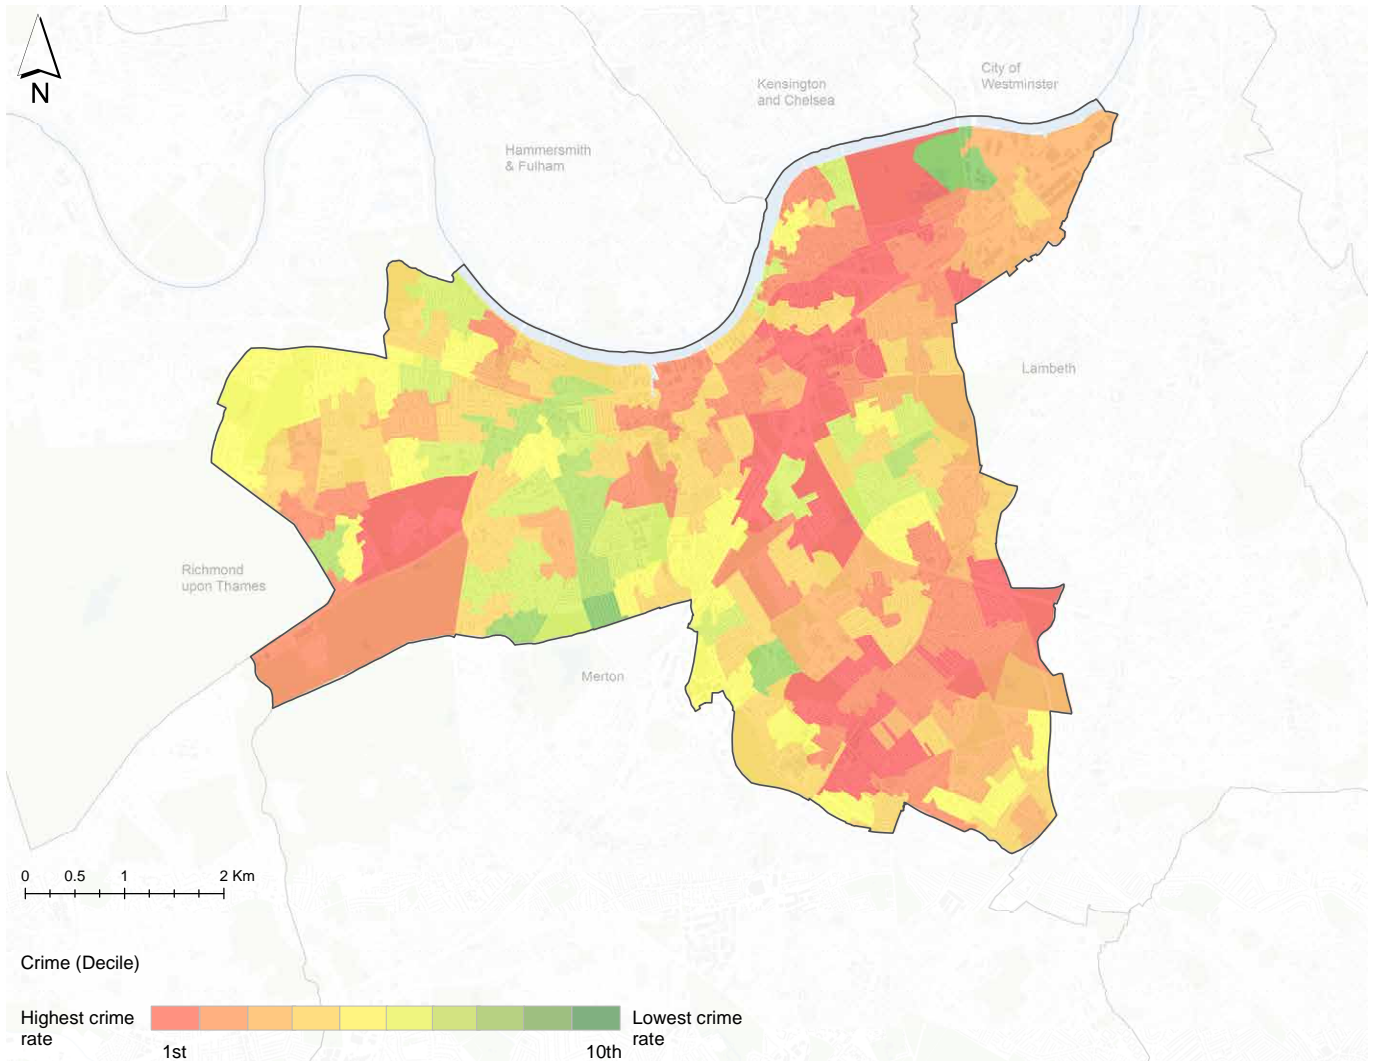 N
City of
Westminster
Kensington
and Chelsea
Hammersmith
& Fulham
Lambeth
Richmond
upon Thames
Merton
0 0.5 1 2 Km
Crime (Decile)
Highest crime
rate
Lowest crime
rate
1st 10th